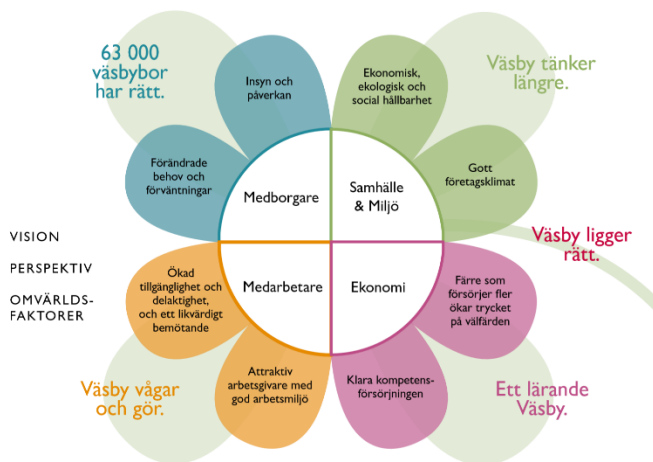 63 000
väsbybor
har rätt.
Insyn och
påverkan
Ekonomisk,
ekologisk och
social hållbarhet
Väsby tänker
längre.
Förändrade
behov och
förväntningar
Gott
företagsklimat
Medborgare
Samhälle
& Miljö
VISION
PERSPEKTIV
OMVÄRLDS-
FAKTORER
Väsby ligger
rätt.
Ökad
tillgänglighet och
delaktighet,
och ett likvärdigt
bemötande
Medarbetare
Ekonomi
Färre som
försörjer fler
ökar trycket
på välfärden
Väsby vågar
och gör.
Attraktiv
arbetsgivare med
god arbetsmiljö
Klara kompetens-
försörjningen
Ett lärande
Väsby.